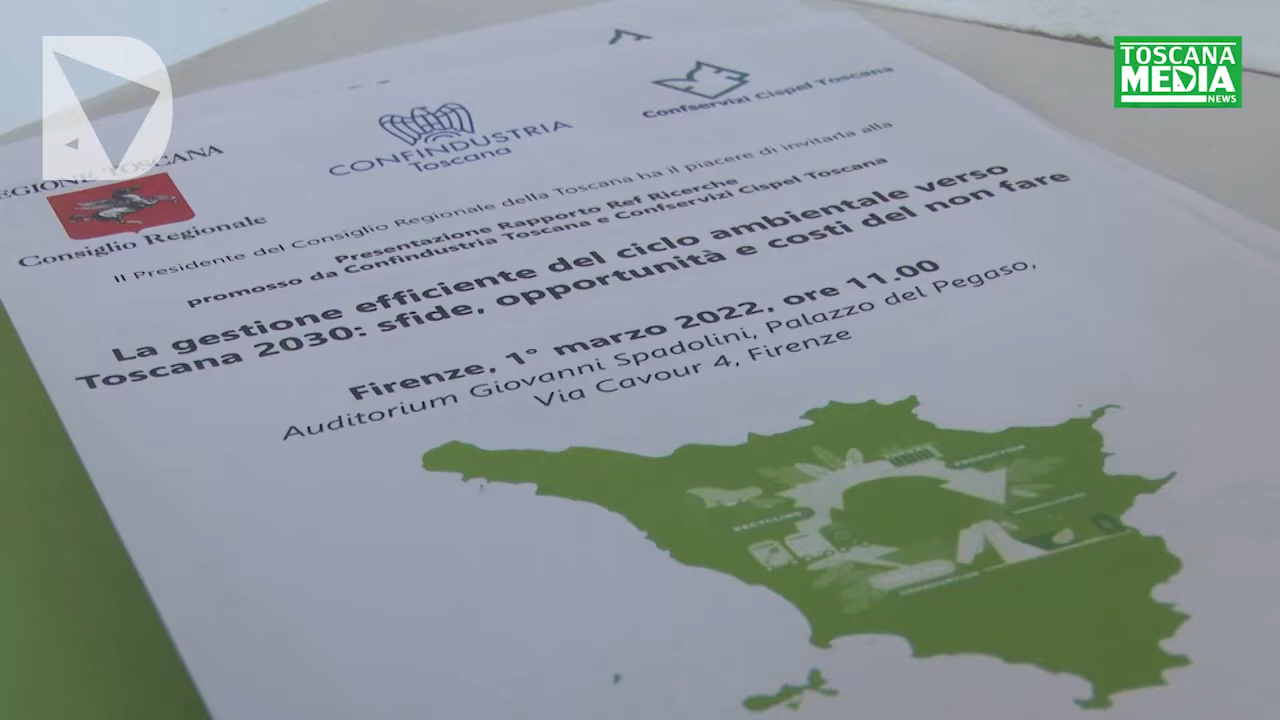 TOSCANA
MEDIA
NEWS
REGIONE TOSCANA
Consiglio Regionale
CONFINDUSTRIA
Toscana
Confservizi Cispel Toscana
Il Presidente del Consiglio Regionale della Toscana ha il piacere di invitarla alla
Presentazione Rapporto Ref Ricerche
promosso da Confindustria Toscana e Confservizi Cispel Toscana
La gestione efficiente del ciclo ambientale verso
Toscana 2030: sfide, opportunità e costi del non fare
Firenze, 1° marzo 2022, ore 11.00
Auditorium Giovanni Spadolini, Palazzo del Pegaso,
Via Cavour 4, Firenze
PRODUCTION
RECYCLING